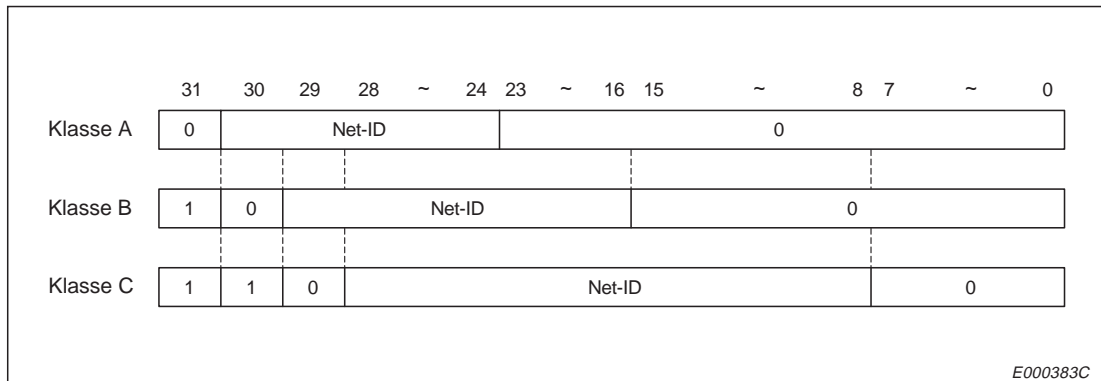 31 30 29 28 ~ 24 23 ~ 16 15 ~ 8 7 ~ 0
Klasse A 0 Net-ID 0
Klasse B 1 0 Net-ID 0
Klasse C 1 1 0 Net-ID 0
E000383C